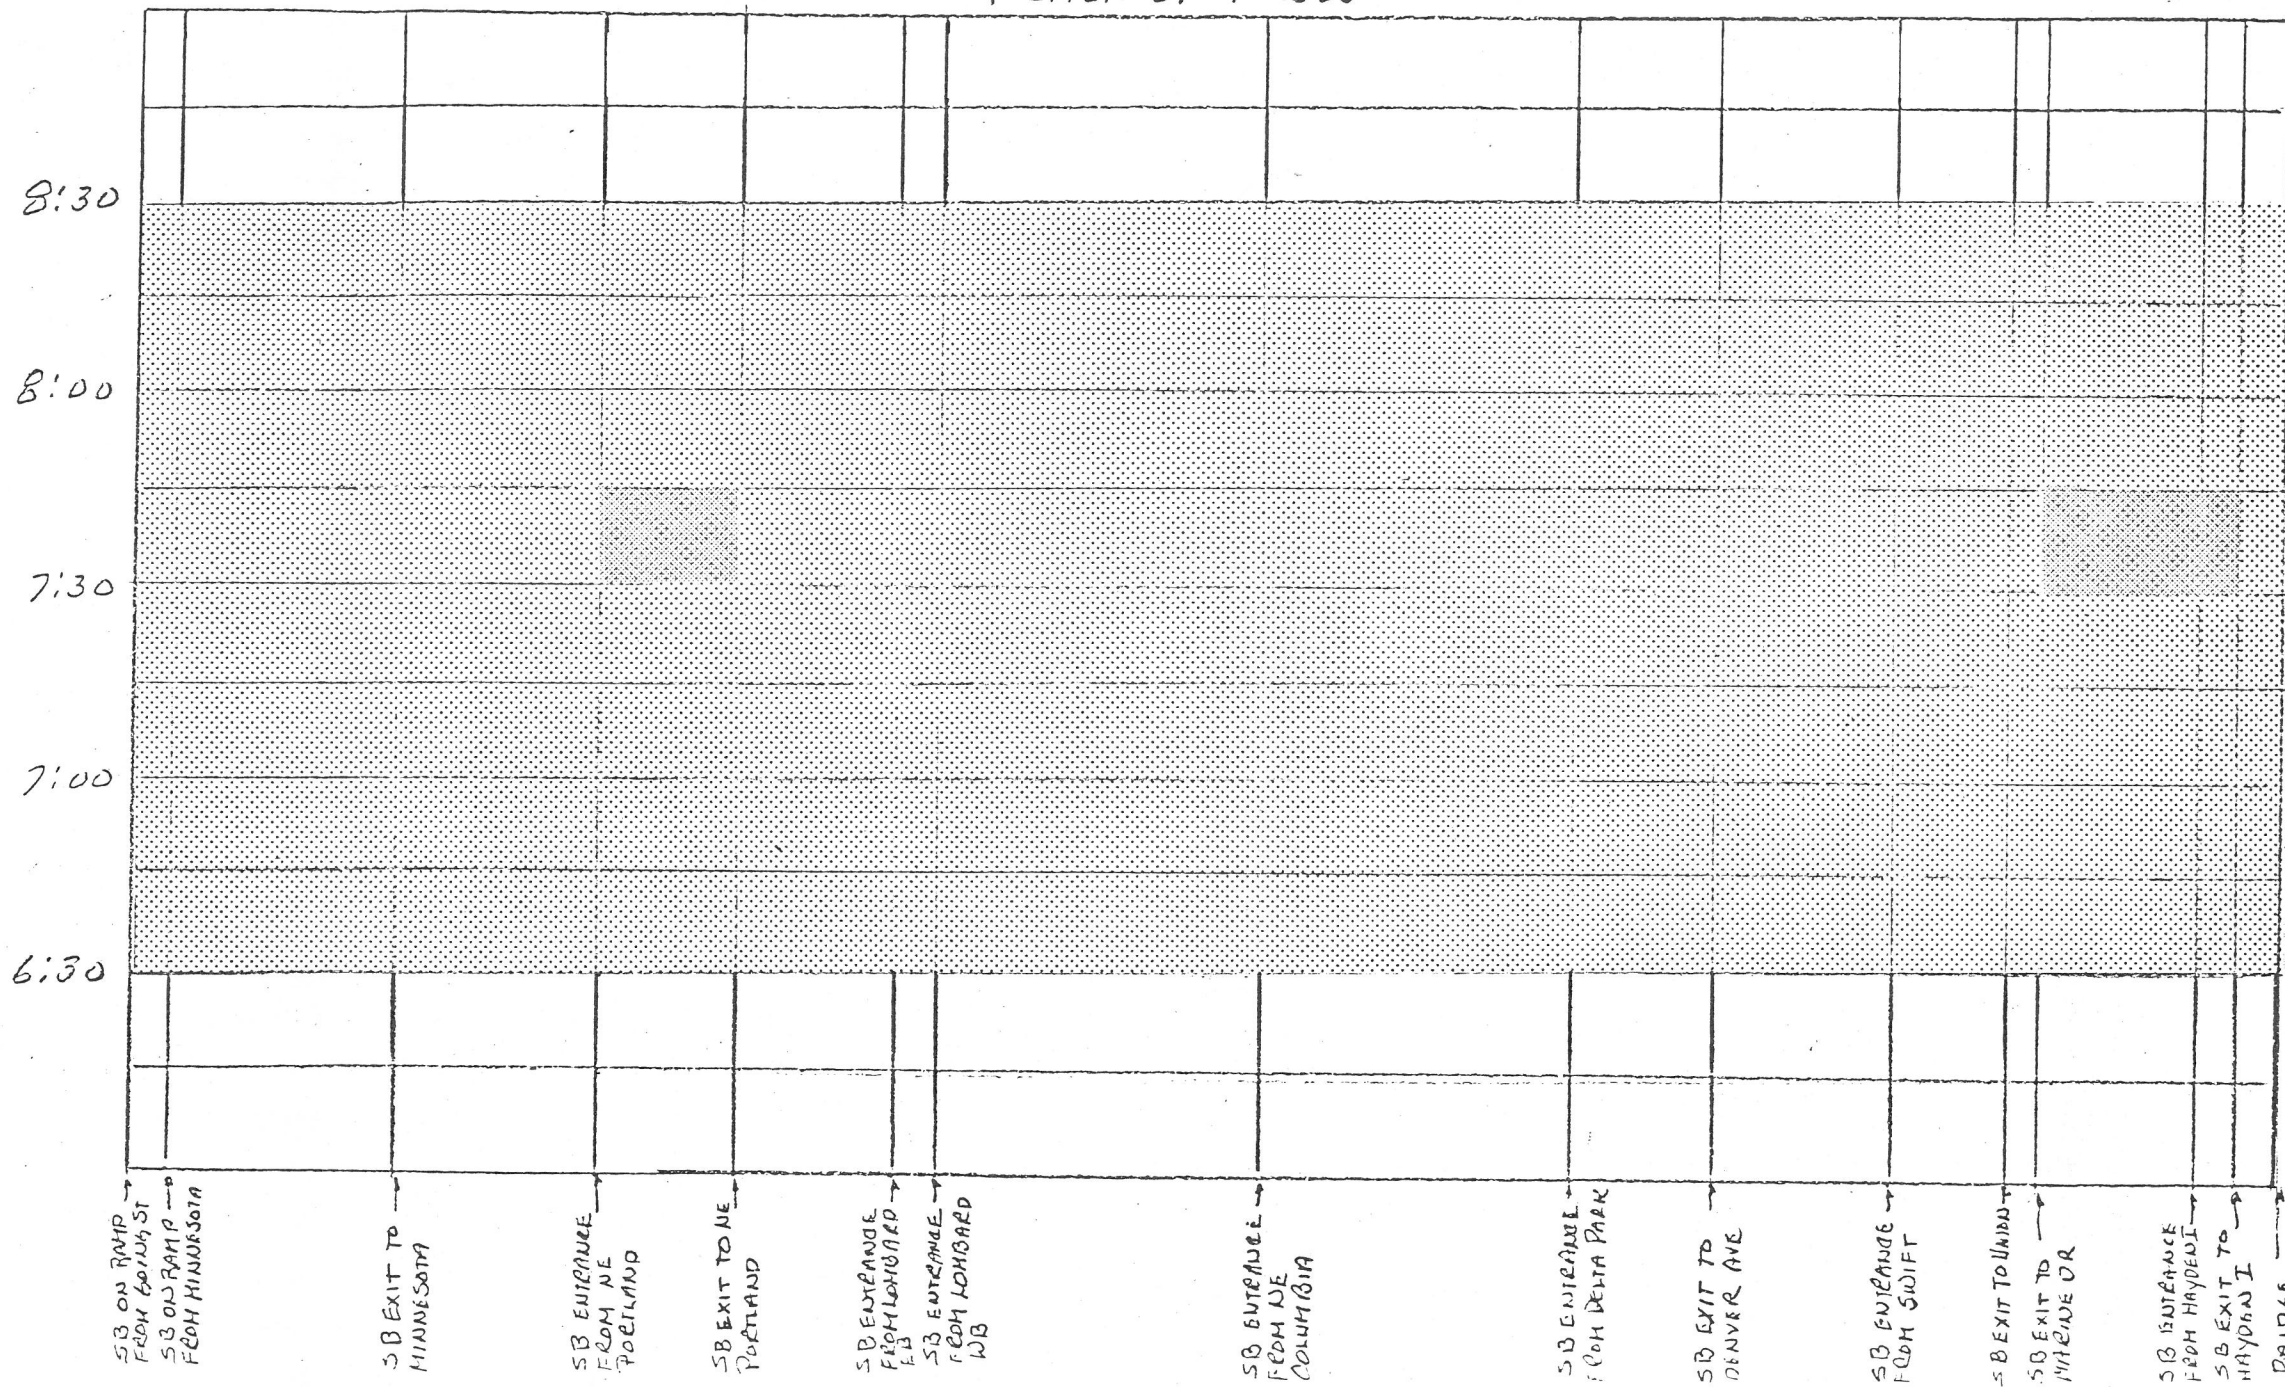 8:30
8:00
7:30
7:00
6:30
SB ON RAMP
FROM GOING ST
SB ON RAMP
FROM MINNESOTA
SB EXIT TO
MINNESOTA
SB ENTRANCE
FROM NE
PORTLAND
SB EXIT TO NE
PORTLAND
SB ENTRANCE
FROM LOMBARD
EB
SB ENTRANCE
FROM LOMBARD
WB
SB ENTRANCE
FROM NE
COLUMBIA
SB ENTRANCE
FROM DELTA PARK
SB EXIT TO
DENVER AVE
SB ENTRANCE
FROM SWIFT
SB EXIT TO UNION
SB EXIT TO
MARINE DR
SB ENTRANCE
FROM HAYDEN I
SB EXIT TO
HAYDEN I